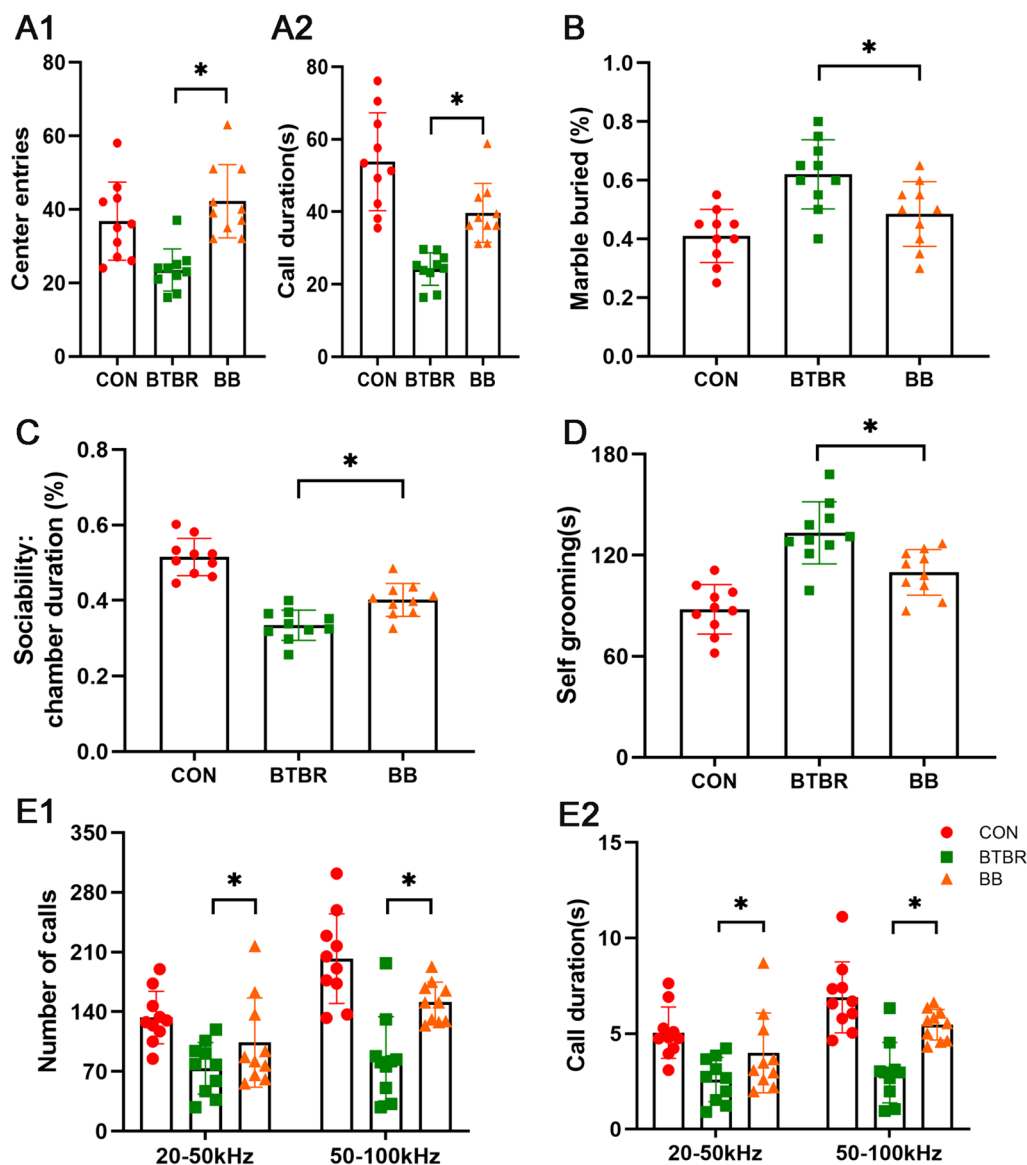 A1
Center entries
80
60
40
20
0
*
CON BTBR BB
A2
Call duration(s)
80
60
40
20
0
*
CON BTBR BB
B
Marble buried (%)
1.0
0.8
0.6
0.4
0.2
0.0
*
CON BTBR BB
C
Sociability:
chamber duration (%)
0.8
0.6
0.4
0.2
0.0
*
CON BTBR BB
D
Self grooming(s)
180
120
60
0
*
CON BTBR BB
E1
Number of calls
350
280
210
140
70
0
* *
20-50kHz 50-100kHz
E2
Call duration(s)
15
10
5
0
* *
20-50kHz 50-100kHz
CON
BTBR
BB